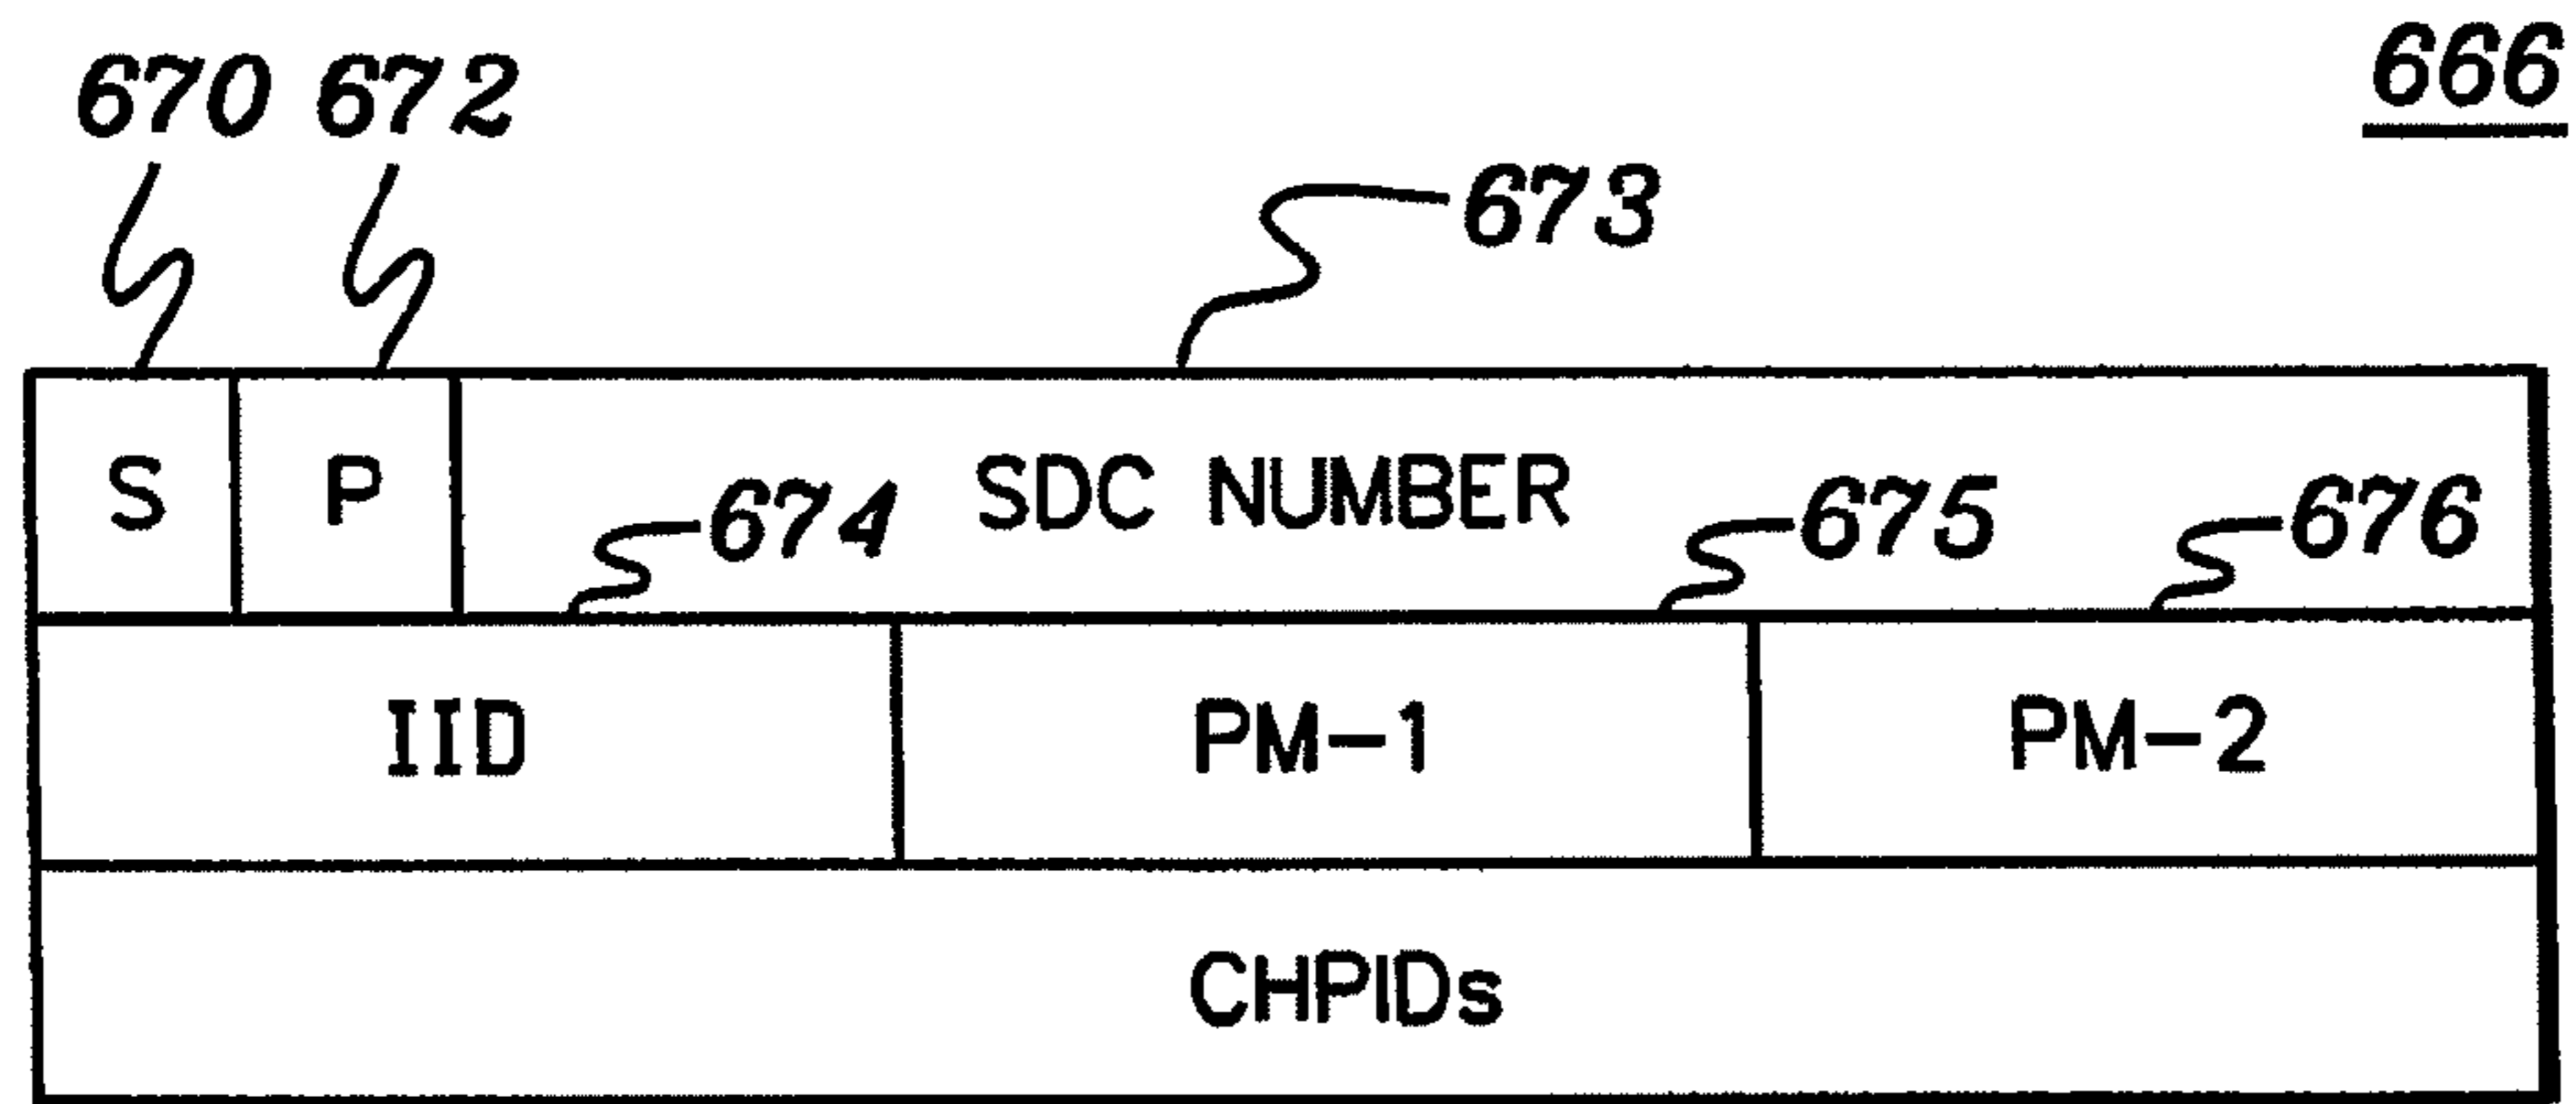 666
670 672
673
S P SDC NUMBER
674 675 676
IID PM-1 PM-2
CHPIDs